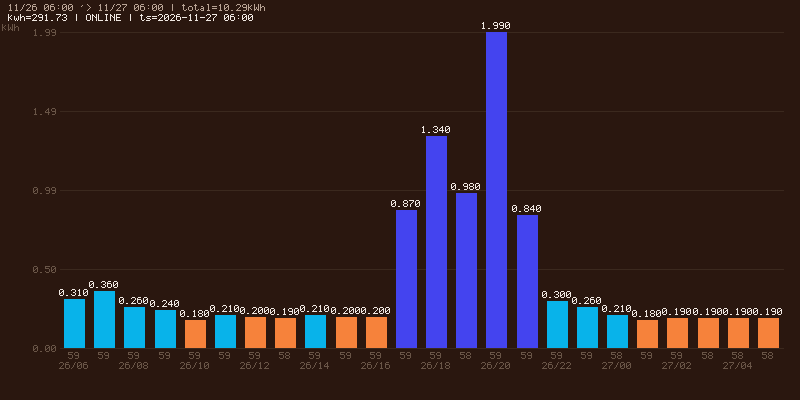 11/26 06:00 -> 11/27 06:00 | total=10.29kWh
Kwh=291.73 | ONLINE | ts=2026-11-27 06:00
kWh
1.99
1.49
0.99
0.50
0.00
0.310 0.360 0.260 0.240 0.180 0.210 0.200 0.190 0.210 0.200 0.200 0.870 1.340 0.980 1.990 0.840 0.300 0.260 0.210 0.180 0.190 0.190 0.190 0.190
59 59 59 59 59 59 59 58 59 59 59 59 59 58 59 59 59 59 58 59 59 58 58 58
26/06 26/08 26/10 26/12 26/14 26/16 26/18 26/20 26/22 27/00 27/02 27/04